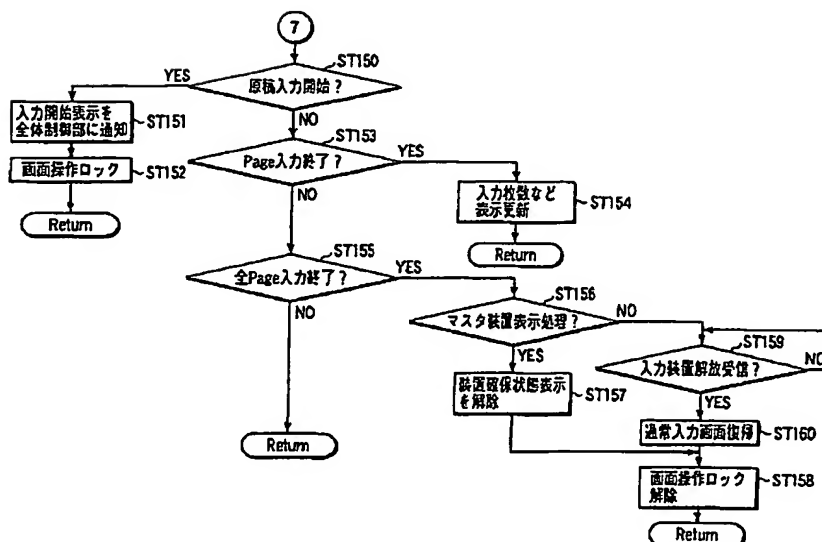 7
ST150
YES
原稿入力開始?
NO
入力開始表示を
全体制御部に通知
ST151
画面操作ロック
ST152
Return
ST153
Page入力終了?
YES
NO
入力枚数など
表示更新
ST154
Return
ST155
全Page入力終了?
YES
NO
Return
ST156
マスタ装置表示処理?
NO
YES
装置確保状態表示
を解除
ST157
ST159
入力装置解放受信?
NO
YES
通常入力画面復帰
ST160
画面操作ロック
解除
ST158
Return